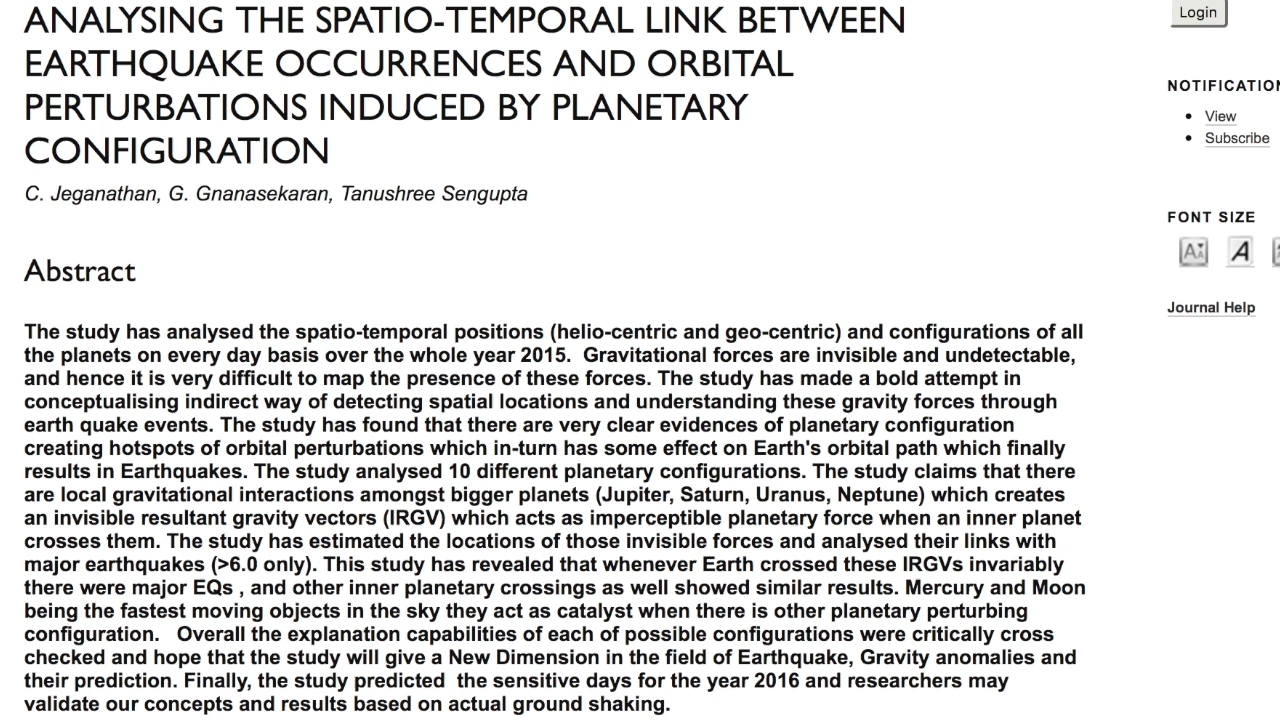 ANALYSING THE SPATIO-TEMPORAL LINK BETWEEN
EARTHQUAKE OCCURRENCES AND ORBITAL
PERTURBATIONS INDUCED BY PLANETARY
CONFIGURATION
C. Jeganathan, G. Gnanasekaran, Tanushree Sengupta
Abstract
The study has analysed the spatio-temporal positions (helio-centric and geo-centric) and configurations of all
the planets on every day basis over the whole year 2015.  Gravitational forces are invisible and undetectable,
and hence it is very difficult to map the presence of these forces. The study has made a bold attempt in
conceptualising indirect way of detecting spatial locations and understanding these gravity forces through
earth quake events. The study has found that there are very clear evidences of planetary configuration
creating hotspots of orbital perturbations which in-turn has some effect on Earth's orbital path which finally
results in Earthquakes. The study analysed 10 different planetary configurations. The study claims that there
are local gravitational interactions amongst bigger planets (Jupiter, Saturn, Uranus, Neptune) which creates
an invisible resultant gravity vectors (IRGV) which acts as imperceptible planetary force when an inner planet
crosses them. The study has estimated the locations of those invisible forces and analysed their links with
major earthquakes (>6.0 only). This study has revealed that whenever Earth crossed these IRGVs invariably
there were major EQs , and other inner planetary crossings as well showed similar results. Mercury and Moon
being the fastest moving objects in the sky they act as catalyst when there is other planetary perturbing
configuration.   Overall the explanation capabilities of each of possible configurations were critically cross
checked and hope that the study will give a New Dimension in the field of Earthquake, Gravity anomalies and
their prediction. Finally, the study predicted  the sensitive days for the year 2016 and researchers may
validate our concepts and results based on actual ground shaking.
Login
NOTIFICATION
View
Subscribe
FONT SIZE
Journal Help